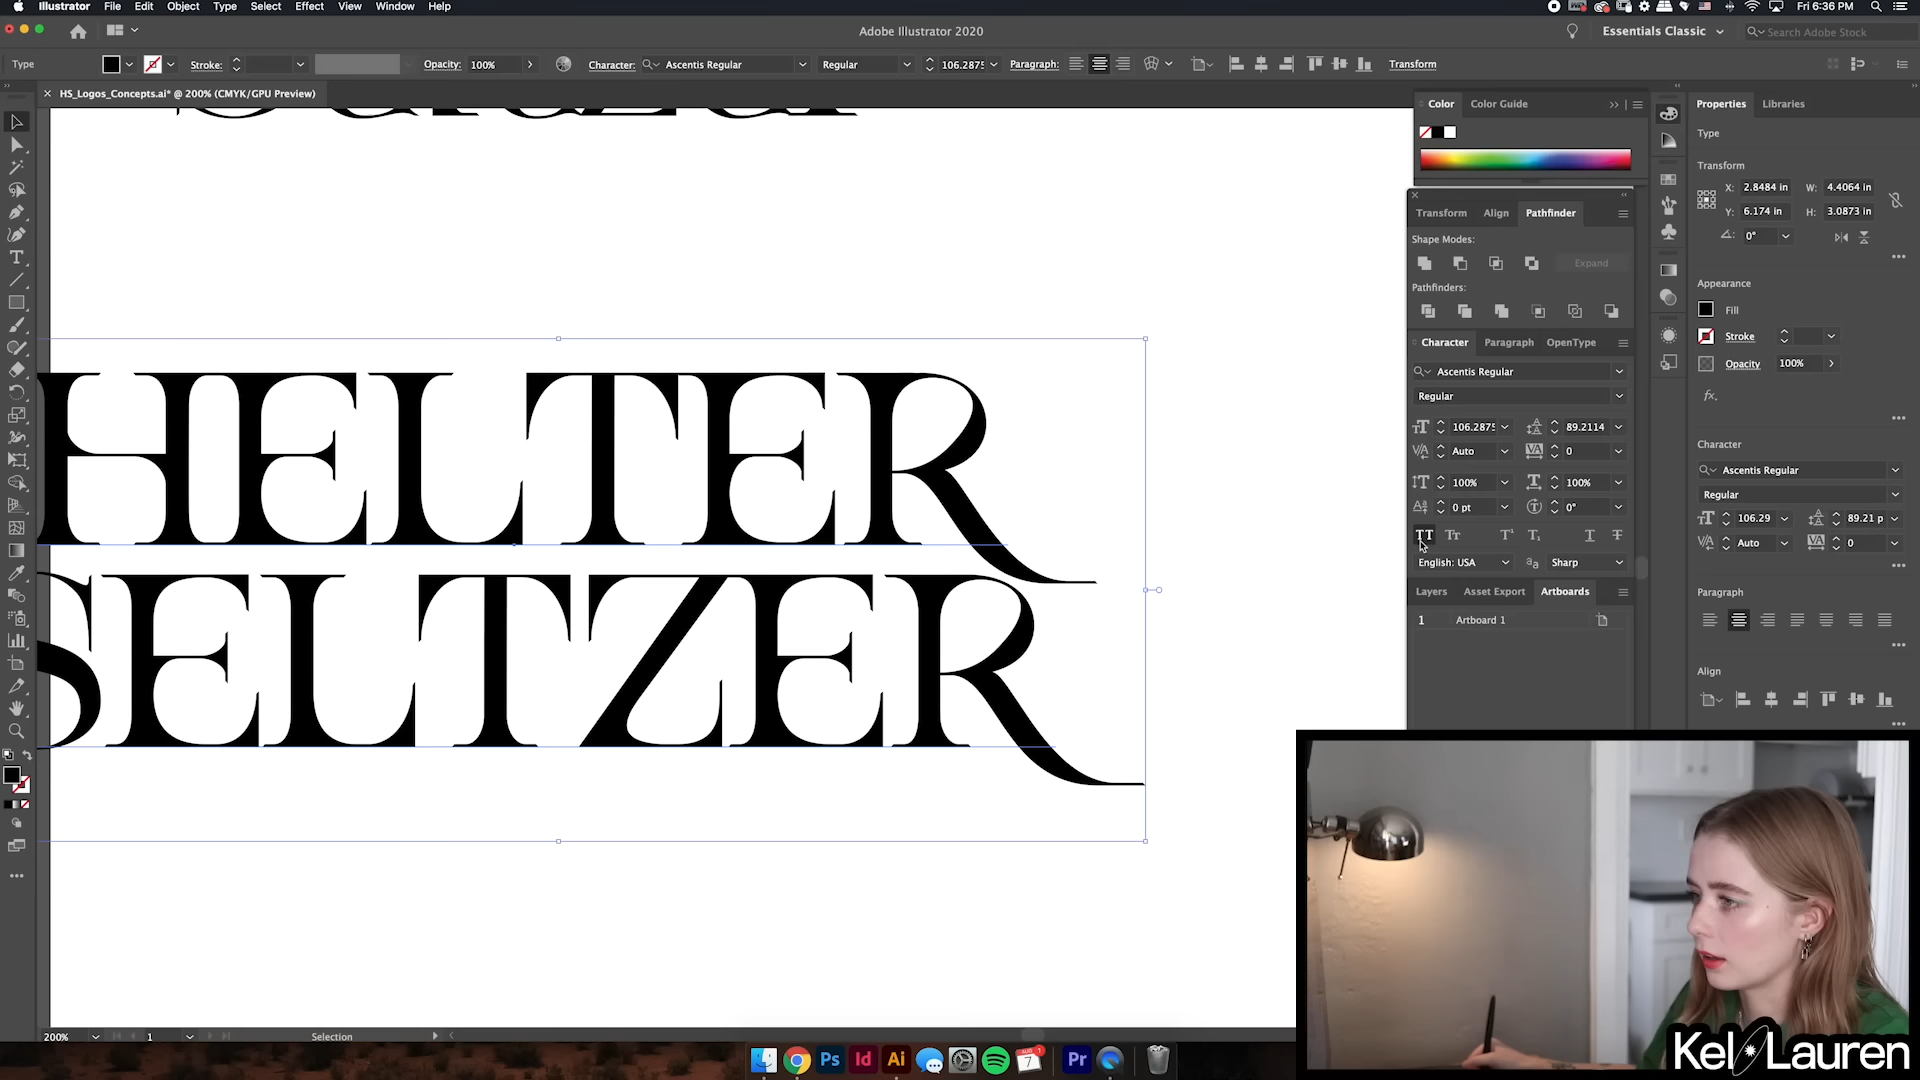 Illustrator File Edit Object Type Select Effect View Window Help
Fri 6:36 PM
Adobe Illustrator 2020
Essentials Classic
Search Adobe Stock
Type
Stroke:
Opacity: 100%
Character: Ascentis Regular
Regular
106.2875
Paragraph:
Transform
HS_Logos_Concepts.ai* @ 200% (CMYK/GPU Preview)
HELTER
SELTZER
Color Color Guide
Transform Align Pathfinder
Shape Modes:
Expand
Pathfinders:
Character Paragraph OpenType
Ascentis Regular
Regular
106.2875 89.2114
Auto 0
100% 100%
0 pt 0°
English: USA Sharp
Layers Asset Export Artboards
1 Artboard 1
Properties Libraries
Type
Transform
X: 2.8484 in W: 4.4064 in
Y: 6.174 in H: 3.0873 in
0°
Appearance
Fill
Stroke
Opacity 100%
fx.
Character
Ascentis Regular
Regular
106.29 89.21 p
Auto 0
Paragraph
Align
200% 1 Selection
Ps Id Ai 7 Pr
Kel Lauren